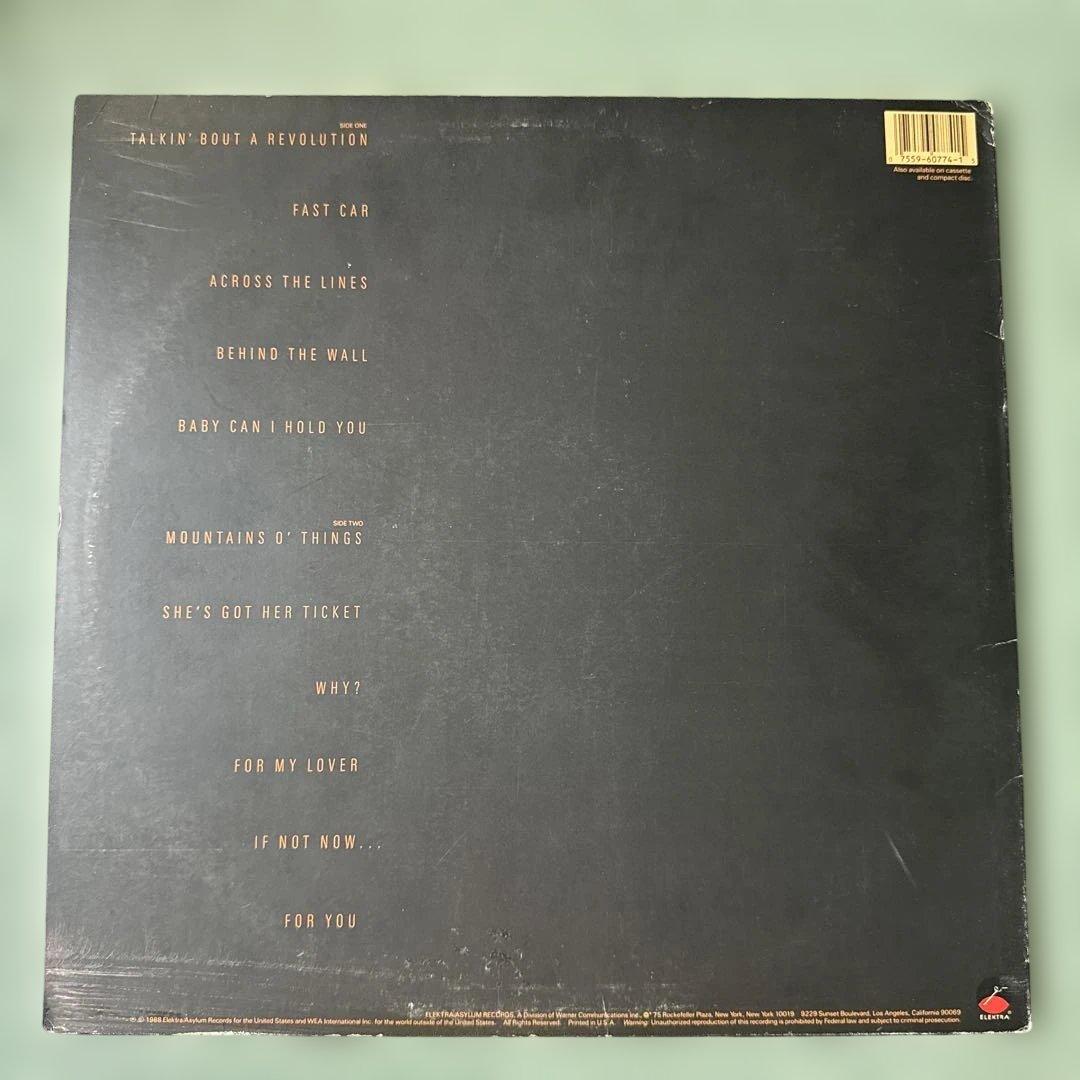 SIDE ONE
TALKIN' BOUT A REVOLUTION
FAST CAR
ACROSS THE LINES
BEHIND THE WALL
BABY CAN I HOLD YOU
SIDE TWO
MOUNTAINS O' THINGS
SHE'S GOT HER TICKET
WHY?
FOR MY LOVER
IF NOT NOW...
FOR YOU
0 7559-60774-1 5
Also available on cassette
and compact disc.
ELEKTRA/ASYLUM RECORDS, A Division of Warner Communications Inc. ® 75 Rockefeller Plaza, New York, New York 10019 9229 Sunset Boulevard, Los Angeles, California 90069
℗ © 1988 Elektra/Asylum Records for the United States and WEA International Inc. for the world outside of the United States. All Rights Reserved. Printed in U.S.A. Warning: Unauthorized reproduction of this recording is prohibited by Federal law and subject to criminal prosecution.
ELEKTRA